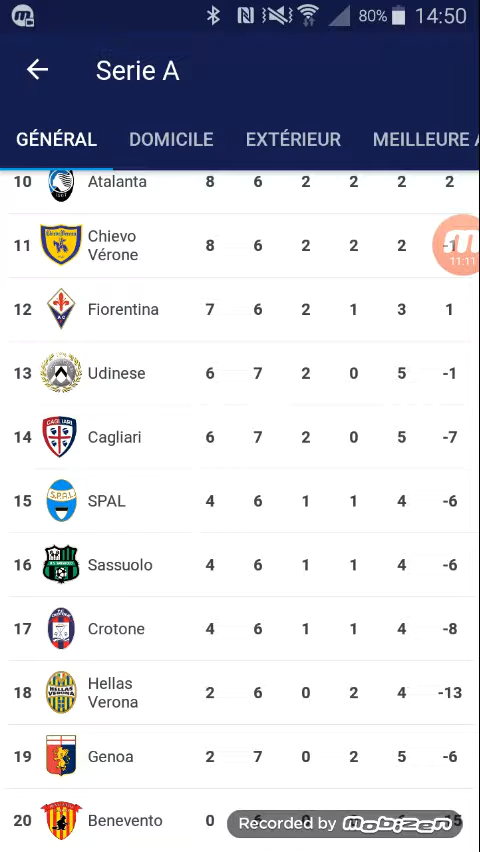 80% 14:50
Serie A
GÉNÉRAL DOMICILE EXTÉRIEUR MEILLEURE A
10 Atalanta 8 6 2 2 2 2
11 Chievo Vérone 8 6 2 2 2 -1
11:11
12 Fiorentina 7 6 2 1 3 1
13 Udinese 6 7 2 0 5 -1
14 Cagliari 6 7 2 0 5 -7
15 SPAL 4 6 1 1 4 -6
16 Sassuolo 4 6 1 1 4 -6
17 Crotone 4 6 1 1 4 -8
18 Hellas Verona 2 6 0 2 4 -13
19 Genoa 2 7 0 2 5 -6
20 Benevento 0
Recorded by Mobizen